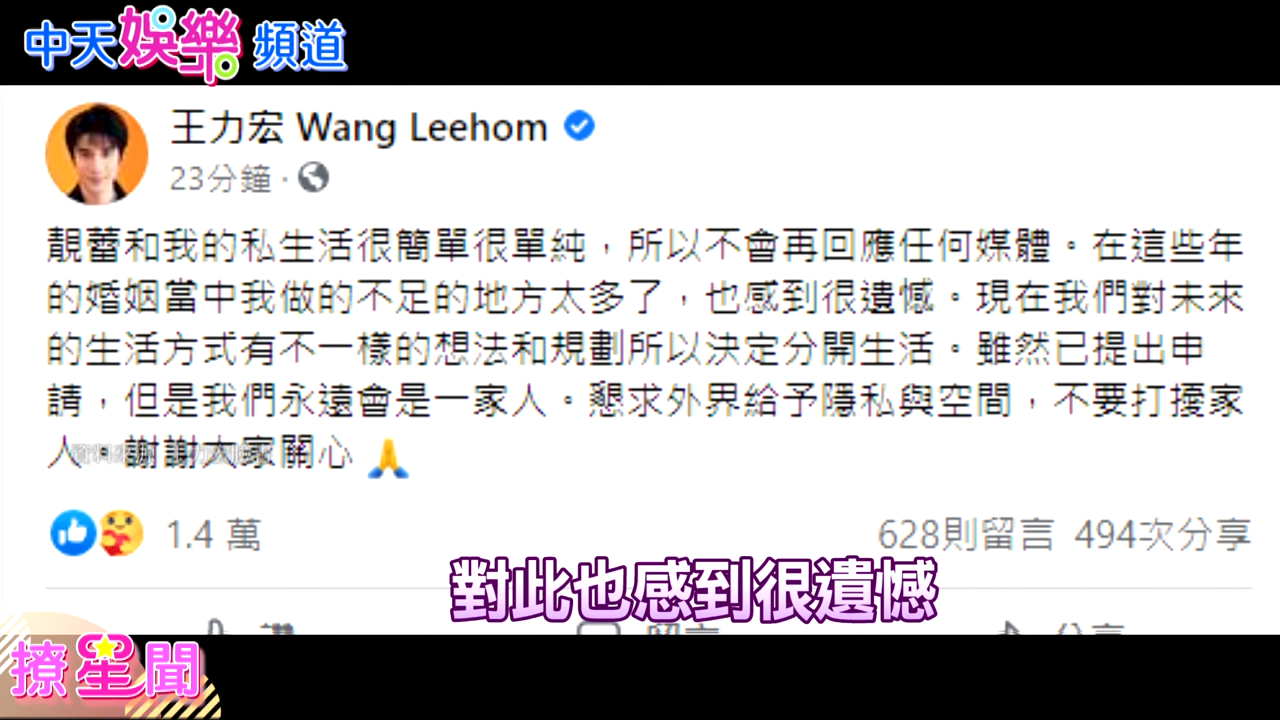 中天娛樂頻道
王力宏 Wang Leehom
23分鐘 ·
靚蕾和我的私生活很簡單很單純，所以不會再回應任何媒體。在這些年
的婚姻當中我做的不足的地方太多了，也感到很遺憾。現在我們對未來
的生活方式有不一樣的想法和規劃所以決定分開生活。雖然已提出申
請，但是我們永遠會是一家人。懇求外界給予隱私與空間，不要打擾家
人。謝謝大家關心 🙏
1.4 萬
628則留言 494次分享
對此也感到很遺憾
撩星聞